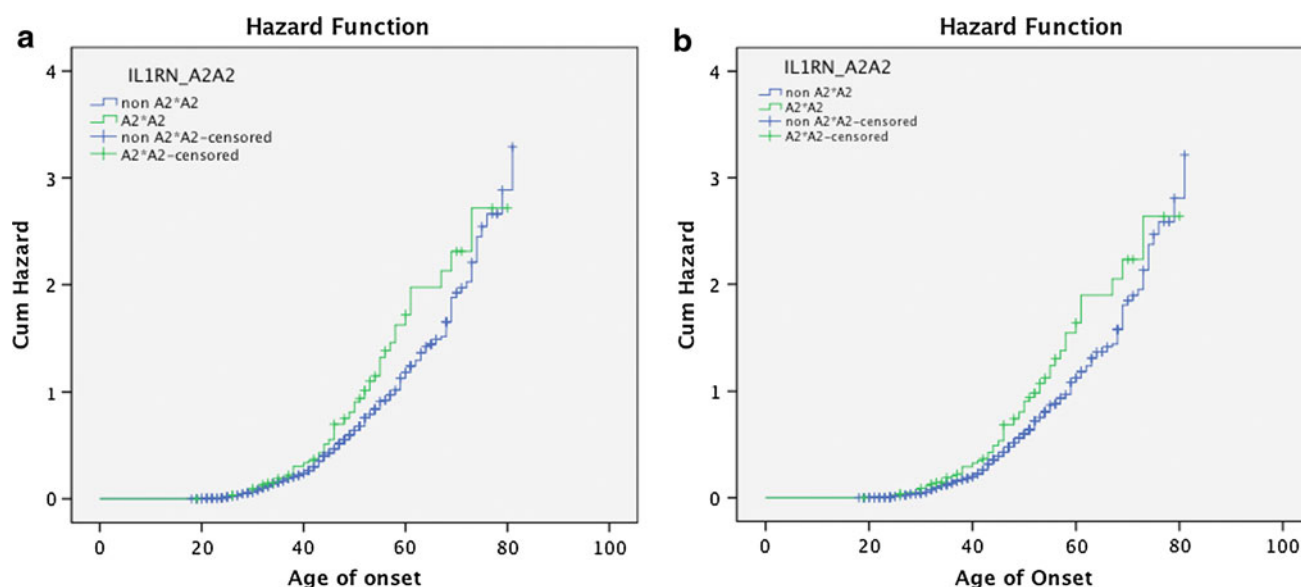 a
Hazard Function
IL1RN_A2A2
non A2*A2
A2*A2
non A2*A2-censored
A2*A2-censored
4
3
2
1
0
Cum Hazard
0 20 40 60 80 100
Age of onset
b
Hazard Function
IL1RN_A2A2
non A2*A2
A2*A2
non A2*A2-censored
A2*A2-censored
4
3
2
1
0
Cum Hazard
0 20 40 60 80 100
Age of Onset